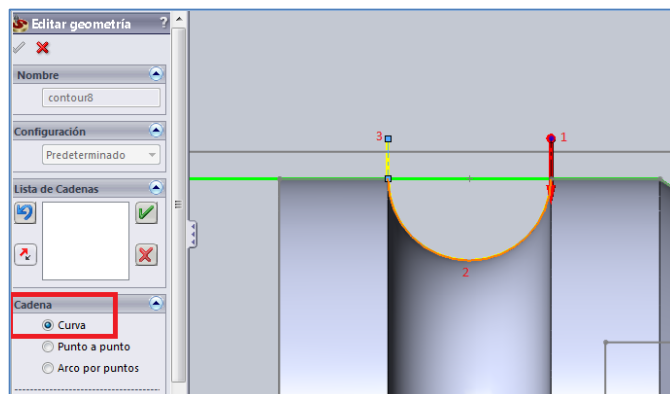 Editar geometría ?
Nombre
contour8
Configuración
Predeterminado
Lista de Cadenas
Cadena
Curva
Punto a punto
Arco por puntos
3
1
2